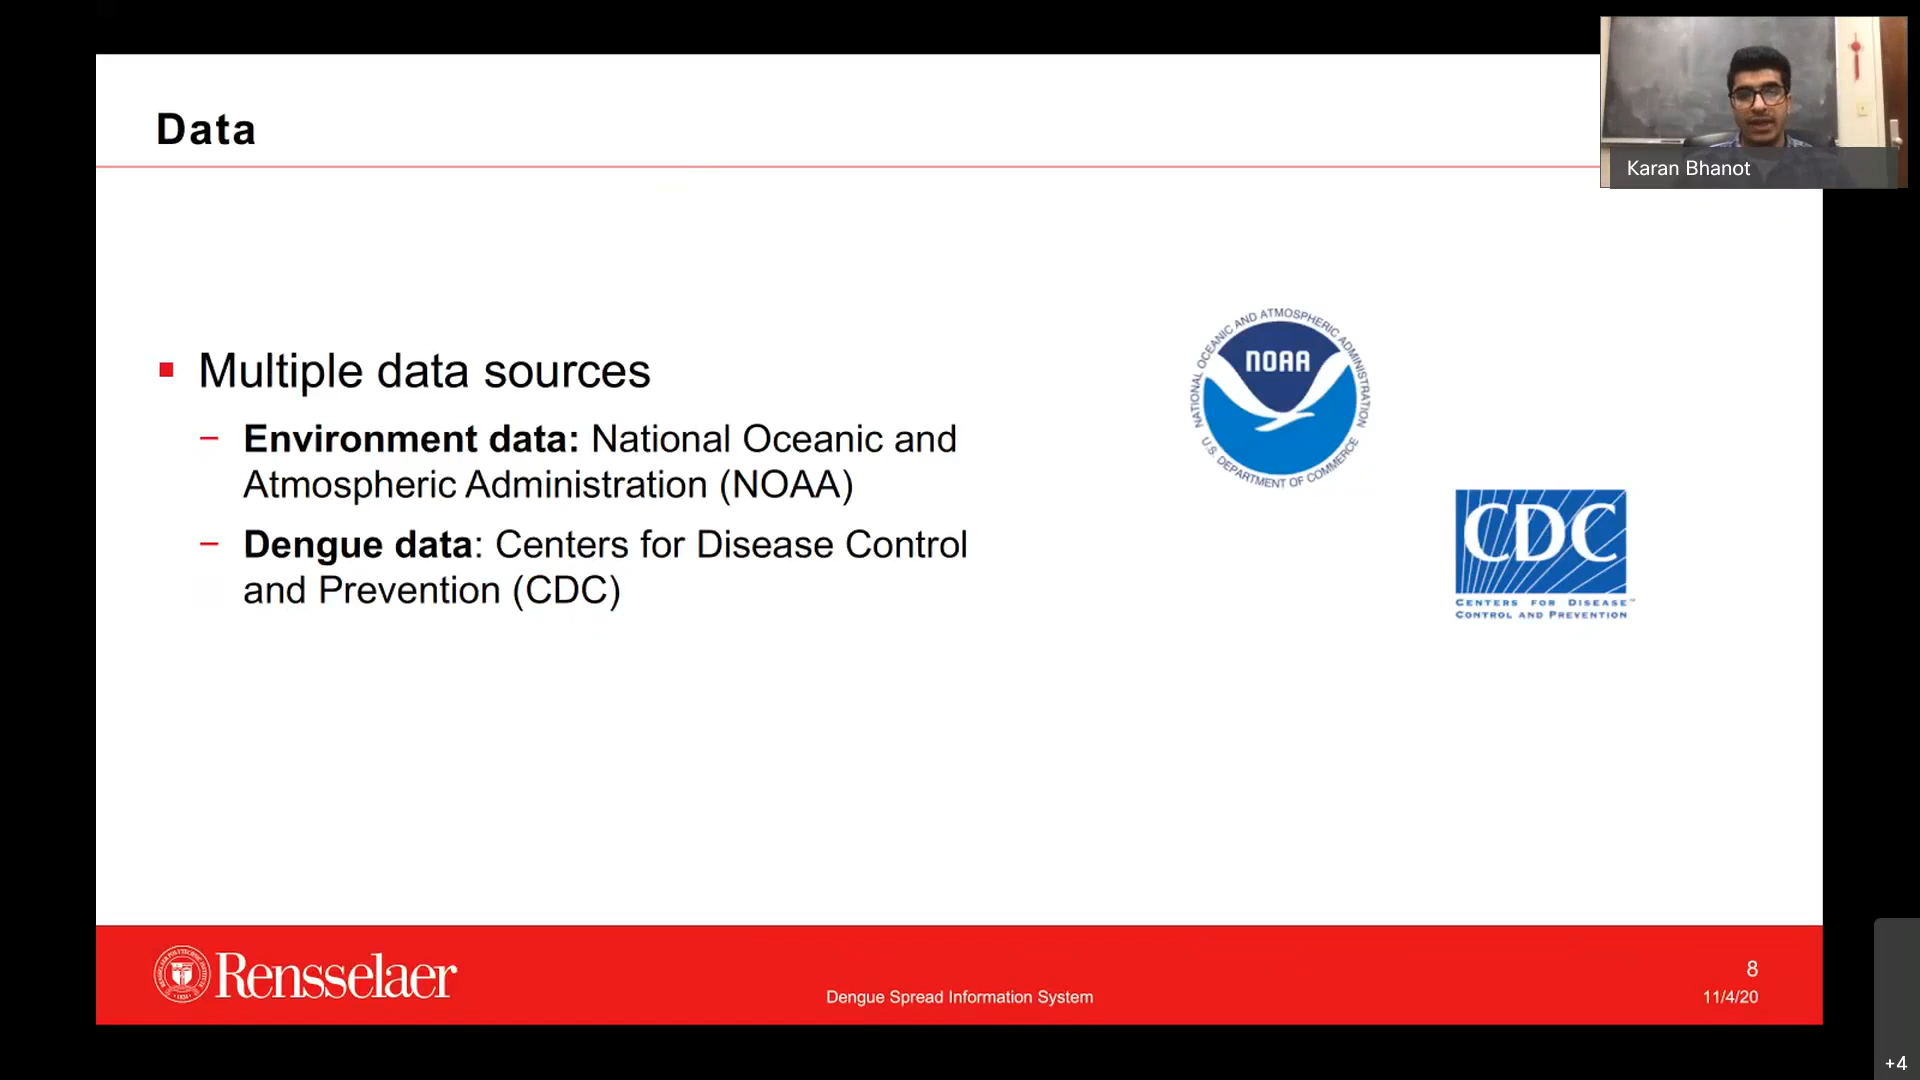 Data
Karan Bhanot
Multiple data sources
Environment data: National Oceanic and
Atmospheric Administration (NOAA)
Dengue data: Centers for Disease Control
and Prevention (CDC)
NATIONAL OCEANIC AND ATMOSPHERIC ADMINISTRATION
NOAA
U.S. DEPARTMENT OF COMMERCE
CDC
CENTERS FOR DISEASE™
CONTROL AND PREVENTION
Rensselaer
Dengue Spread Information System
8
11/4/20
+4